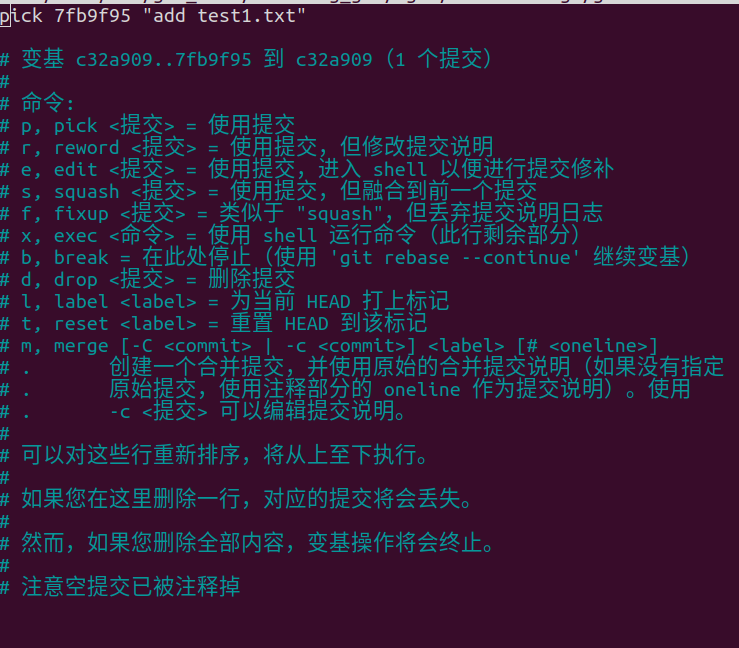 pick 7fb9f95 "add test1.txt"
# 变基 c32a909..7fb9f95 到 c32a909（1 个提交）
#
# 命令:
# p, pick <提交> = 使用提交
# r, reword <提交> = 使用提交，但修改提交说明
# e, edit <提交> = 使用提交，进入 shell 以便进行提交修补
# s, squash <提交> = 使用提交，但融合到前一个提交
# f, fixup <提交> = 类似于 "squash"，但丢弃提交说明日志
# x, exec <命令> = 使用 shell 运行命令（此行剩余部分）
# b, break = 在此处停止（使用 'git rebase --continue' 继续变基）
# d, drop <提交> = 删除提交
# l, label <label> = 为当前 HEAD 打上标记
# t, reset <label> = 重置 HEAD 到该标记
# m, merge [-C <commit> | -c <commit>] <label> [# <oneline>]
# .       创建一个合并提交，并使用原始的合并提交说明（如果没有指定
# .       原始提交，使用注释部分的 oneline 作为提交说明）。使用
# .       -c <提交> 可以编辑提交说明。
#
# 可以对这些行重新排序，将从上至下执行。
#
# 如果您在这里删除一行，对应的提交将会丢失。
#
# 然而，如果您删除全部内容，变基操作将会终止。
#
# 注意空提交已被注释掉